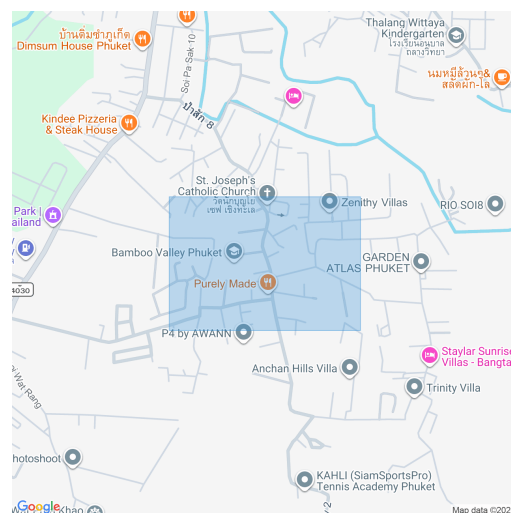 บ้านติ่มซำภูเก็ต
Dimsum House Phuket
Soi Pa Sak 10
Thalang Wittaya
Kindergarten
โรงเรียนอนุบาล
ถลางวิทยา
นมหมีล้วนๆ&
สลัดผัก-ไล
Kindee Pizzeria
& Steak House
ป่าสัก 8
St. Joseph's
Catholic Church
วัดนักบุญโย
เซฟ เชิงทะเล
Zenithy Villas
RIO SOI8
Park |
ailand
Bamboo Valley Phuket
GARDEN
ATLAS PHUKET
Purely Made
4030
P4 by AWANN
Staylar Sunrise
Villas - Bangta
Anchan Hills Villa
Trinity Villa
oi Wat Rang
hotoshoot
KAHLI (SiamSportsPro)
Tennis Academy Phuket
Khao
Google
Map data ©202